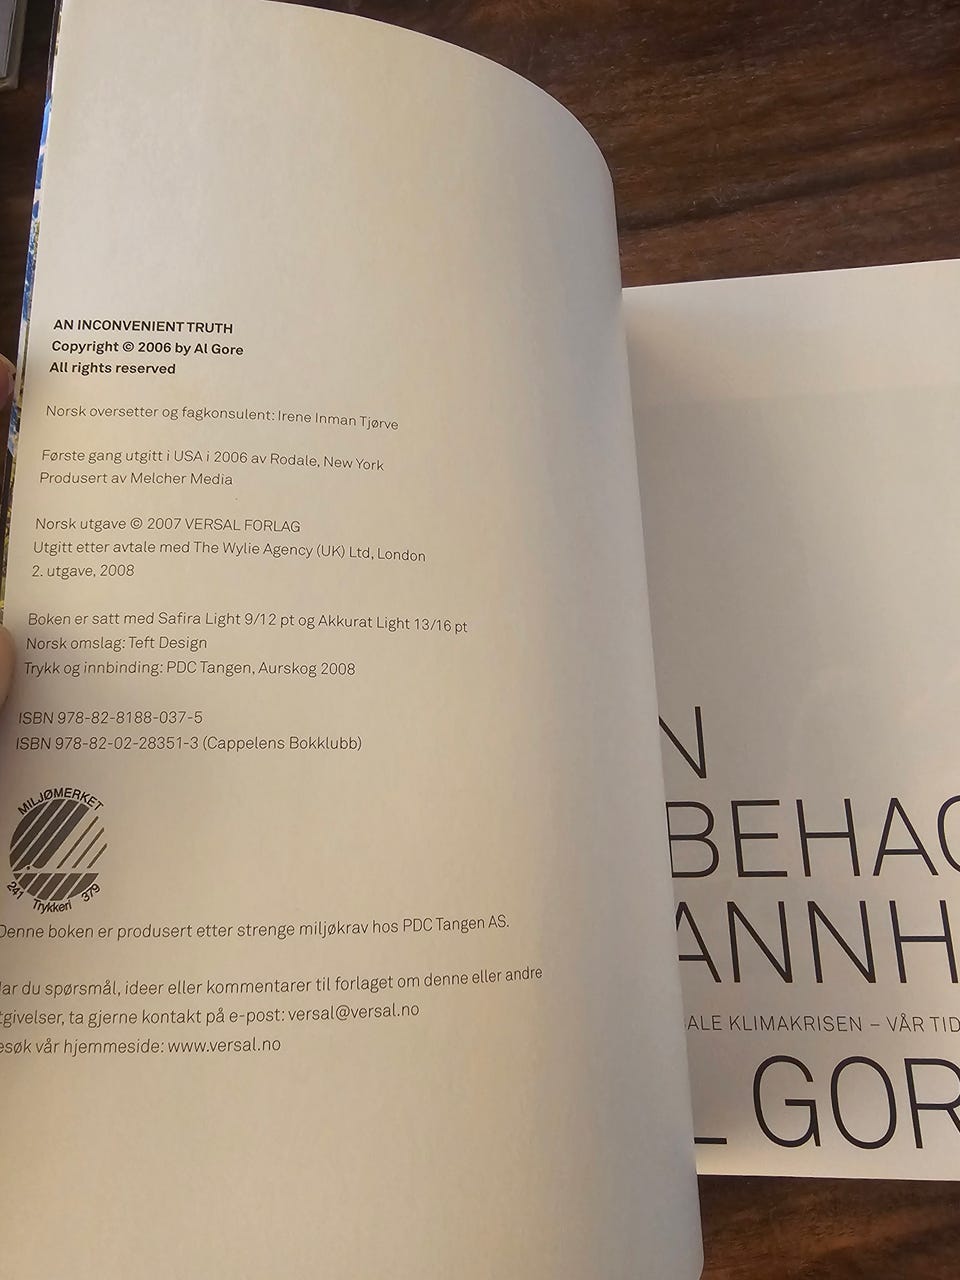 AN INCONVENIENT TRUTH
Copyright © 2006 by Al Gore
All rights reserved
Norsk oversetter og fagkonsulent: Irene Inman Tjørve
Første gang utgitt i USA i 2006 av Rodale, New York
Produsert av Melcher Media
Norsk utgave © 2007 VERSAL FORLAG
Utgitt etter avtale med The Wylie Agency (UK) Ltd, London
2. utgave, 2008
Boken er satt med Safira Light 9/12 pt og Akkurat Light 13/16 pt
Norsk omslag: Teft Design
Trykk og innbinding: PDC Tangen, Aurskog 2008
ISBN 978-82-8188-037-5
ISBN 978-82-02-28351-3 (Cappelens Bokklubb)
MILJØMERKET
241 Trykkeri 379
Denne boken er produsert etter strenge miljøkrav hos PDC Tangen AS.
ar du spørsmål, ideer eller kommentarer til forlaget om denne eller andre
tgivelser, ta gjerne kontakt på e-post: versal@versal.no
esøk vår hjemmeside: www.versal.no
N
BEHAG
ANNH
ALE KLIMAKRISEN – VÅR TID
L GOR